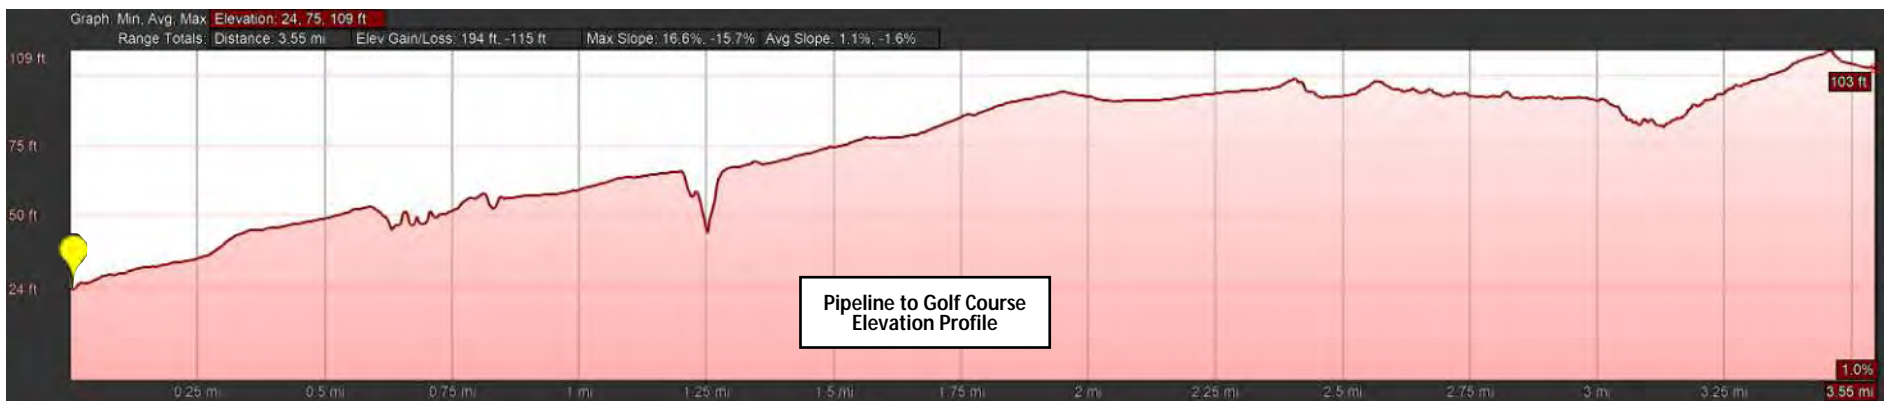 Graph: Min, Avg, Max Elevation: 24, 75, 109 ft
Range Totals: Distance: 3.55 mi Elev Gain/Loss: 194 ft, -115 ft Max Slope: 16.6%, -15.7% Avg Slope: 1.1%, -1.6%
109 ft
103 ft
75 ft
50 ft
24 ft
Pipeline to Golf Course
Elevation Profile
1.0%
0.25 mi 0.5 mi 0.75 mi 1 mi 1.25 mi 1.5 mi 1.75 mi 2 mi 2.25 mi 2.5 mi 2.75 mi 3 mi 3.25 mi 3.55 mi